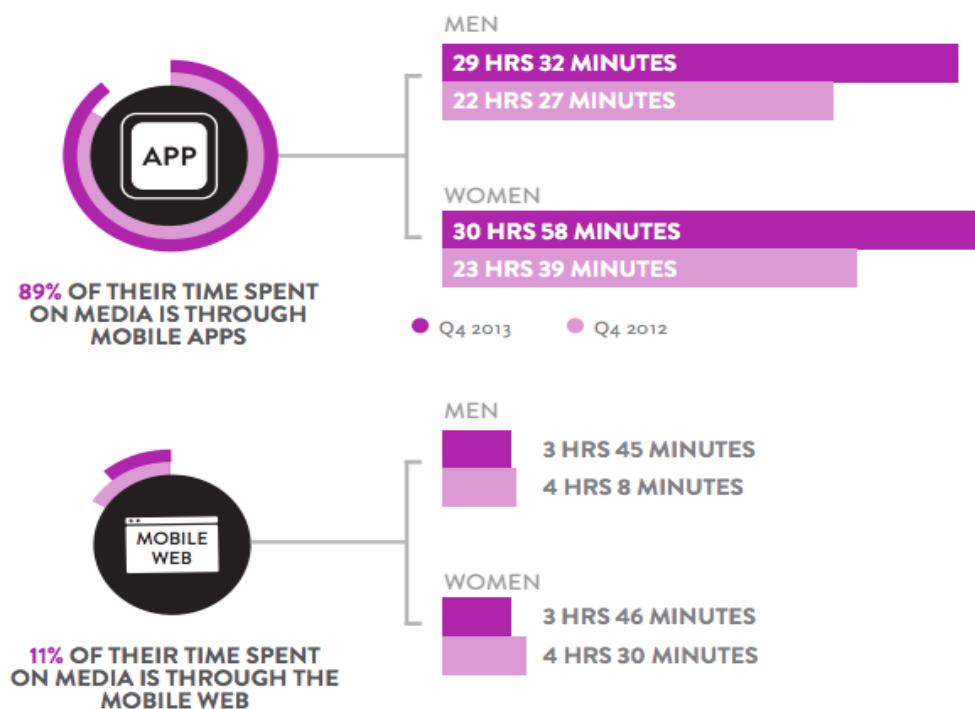 APP
89% OF THEIR TIME SPENT
ON MEDIA IS THROUGH
MOBILE APPS
MEN
29 HRS 32 MINUTES
22 HRS 27 MINUTES
WOMEN
30 HRS 58 MINUTES
23 HRS 39 MINUTES
Q4 2013
Q4 2012
MOBILE
WEB
11% OF THEIR TIME SPENT
ON MEDIA IS THROUGH THE
MOBILE WEB
MEN
3 HRS 45 MINUTES
4 HRS 8 MINUTES
WOMEN
3 HRS 46 MINUTES
4 HRS 30 MINUTES